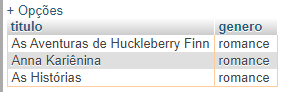 + Opções
titulo genero
As Aventuras de Huckleberry Finn romance
Anna Kariênina romance
As Histórias romance